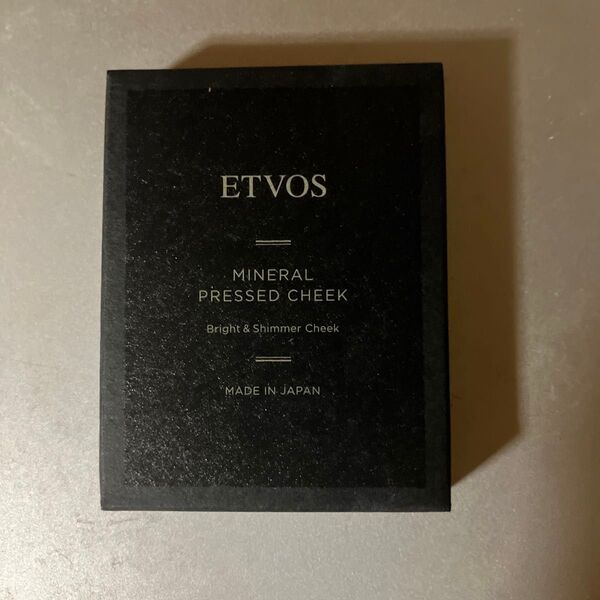 ETVOS
MINERAL
PRESSED CHEEK
Bright & Shimmer Cheek
MADE IN JAPAN